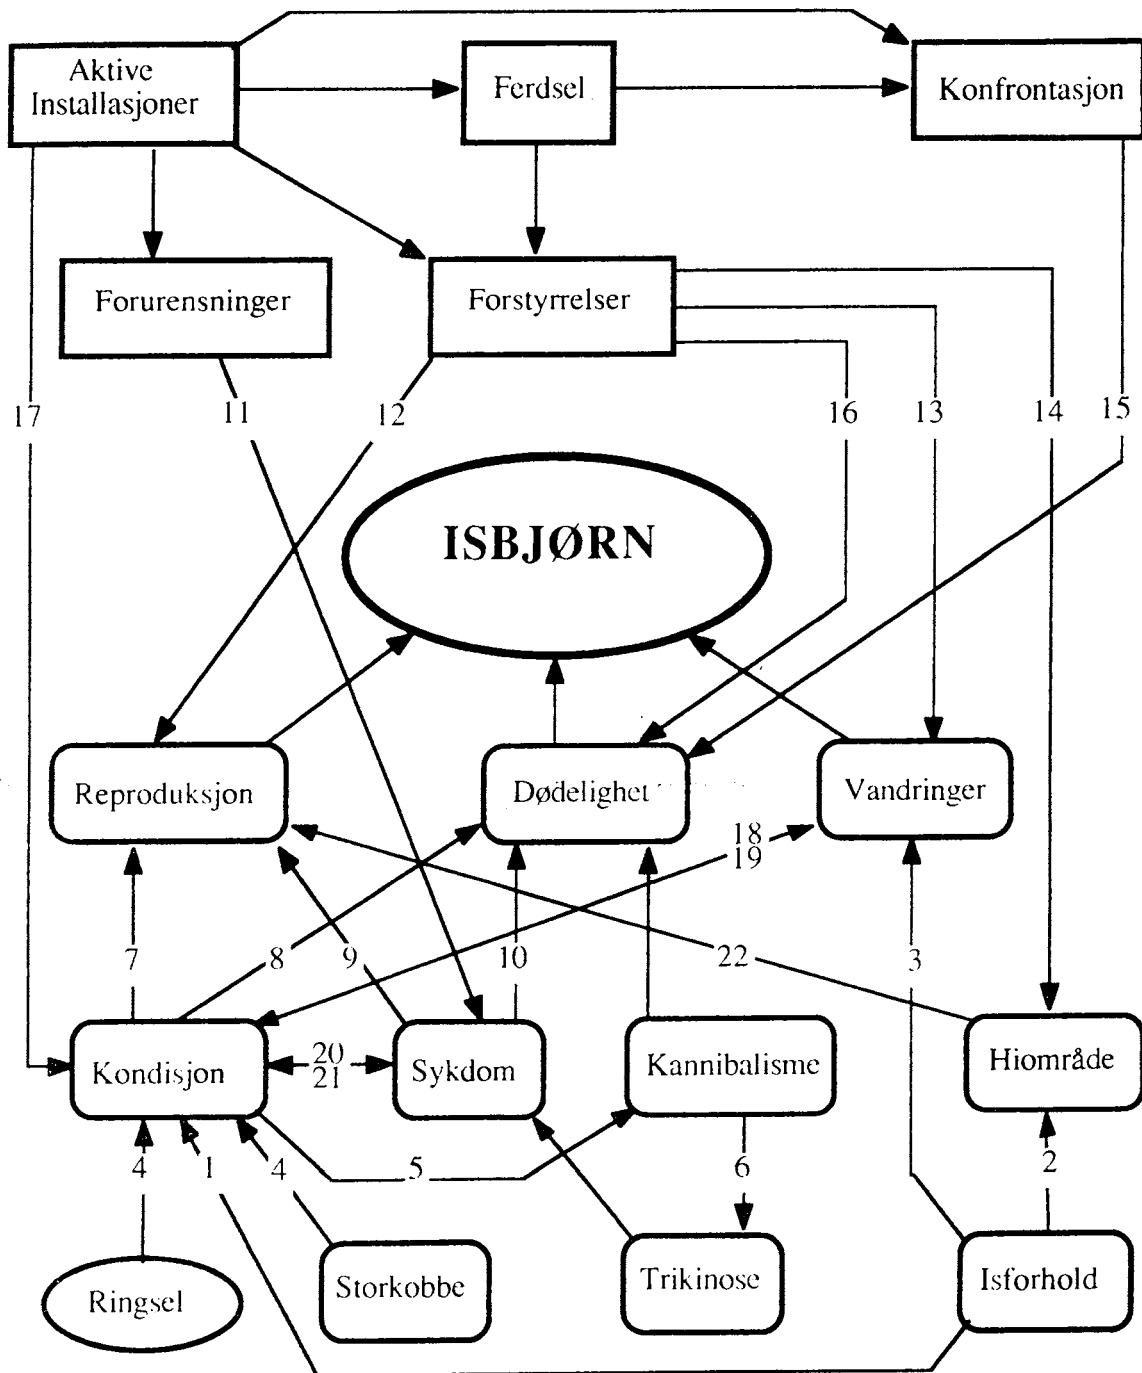 Aktive
Installasjoner
Ferdsel
Konfrontasjon
Forurensninger
Forstyrrelser
17
11
12
16
13
14
15
ISBJØRN
Reproduksjon
Dødelighet
Vandringer
18
19
7
8
9
10
22
3
Kondisjon
20
21
Sykdom
Kannibalisme
Hiområde
4
1
4
5
6
2
Ringsel
Storkobbe
Trikinose
Isforhold